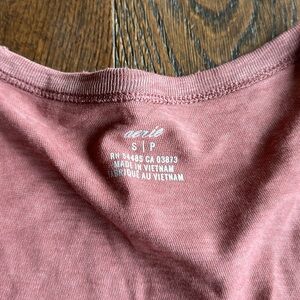 aerie
S | P
RN 54485 CA 03873
MADE IN VIETNAM
FABRIQUÉ AU VIETNAM